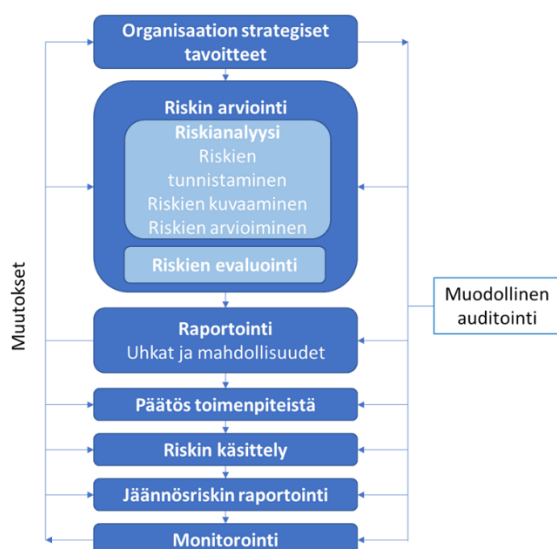 Organisaation strategiset
tavoitteet
Riskin arviointi
Riskianalyysi
Riskien
tunnistaminen
Riskien kuvaaminen
Riskien arvioiminen
Riskien evaluointi
Muutokset
Muodollinen
auditointi
Raportointi
Uhkat ja mahdollisuudet
Päätös toimenpiteistä
Riskin käsittely
Jäännösriskin raportointi
Monitorointi